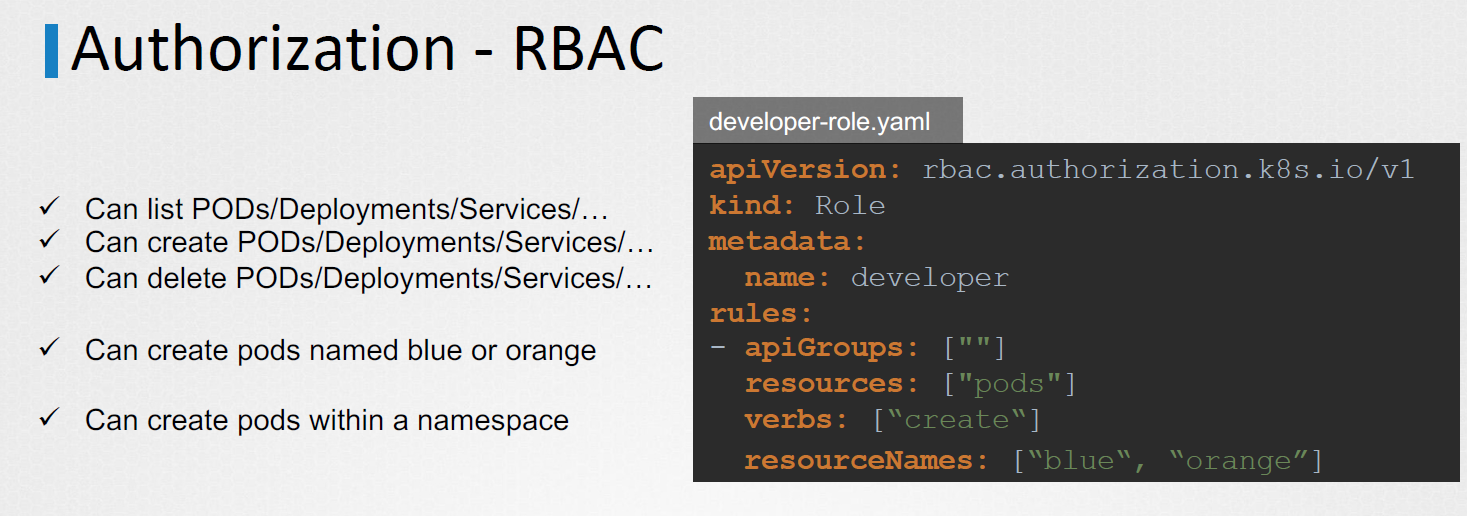 Authorization - RBAC
✓ Can list PODs/Deployments/Services/…
✓ Can create PODs/Deployments/Services/…
✓ Can delete PODs/Deployments/Services/…
✓ Can create pods named blue or orange
✓ Can create pods within a namespace
developer-role.yaml
apiVersion: rbac.authorization.k8s.io/v1
kind: Role
metadata:
  name: developer
rules:
- apiGroups: [""]
  resources: ["pods"]
  verbs: [“create“]
  resourceNames: [“blue“, “orange”]